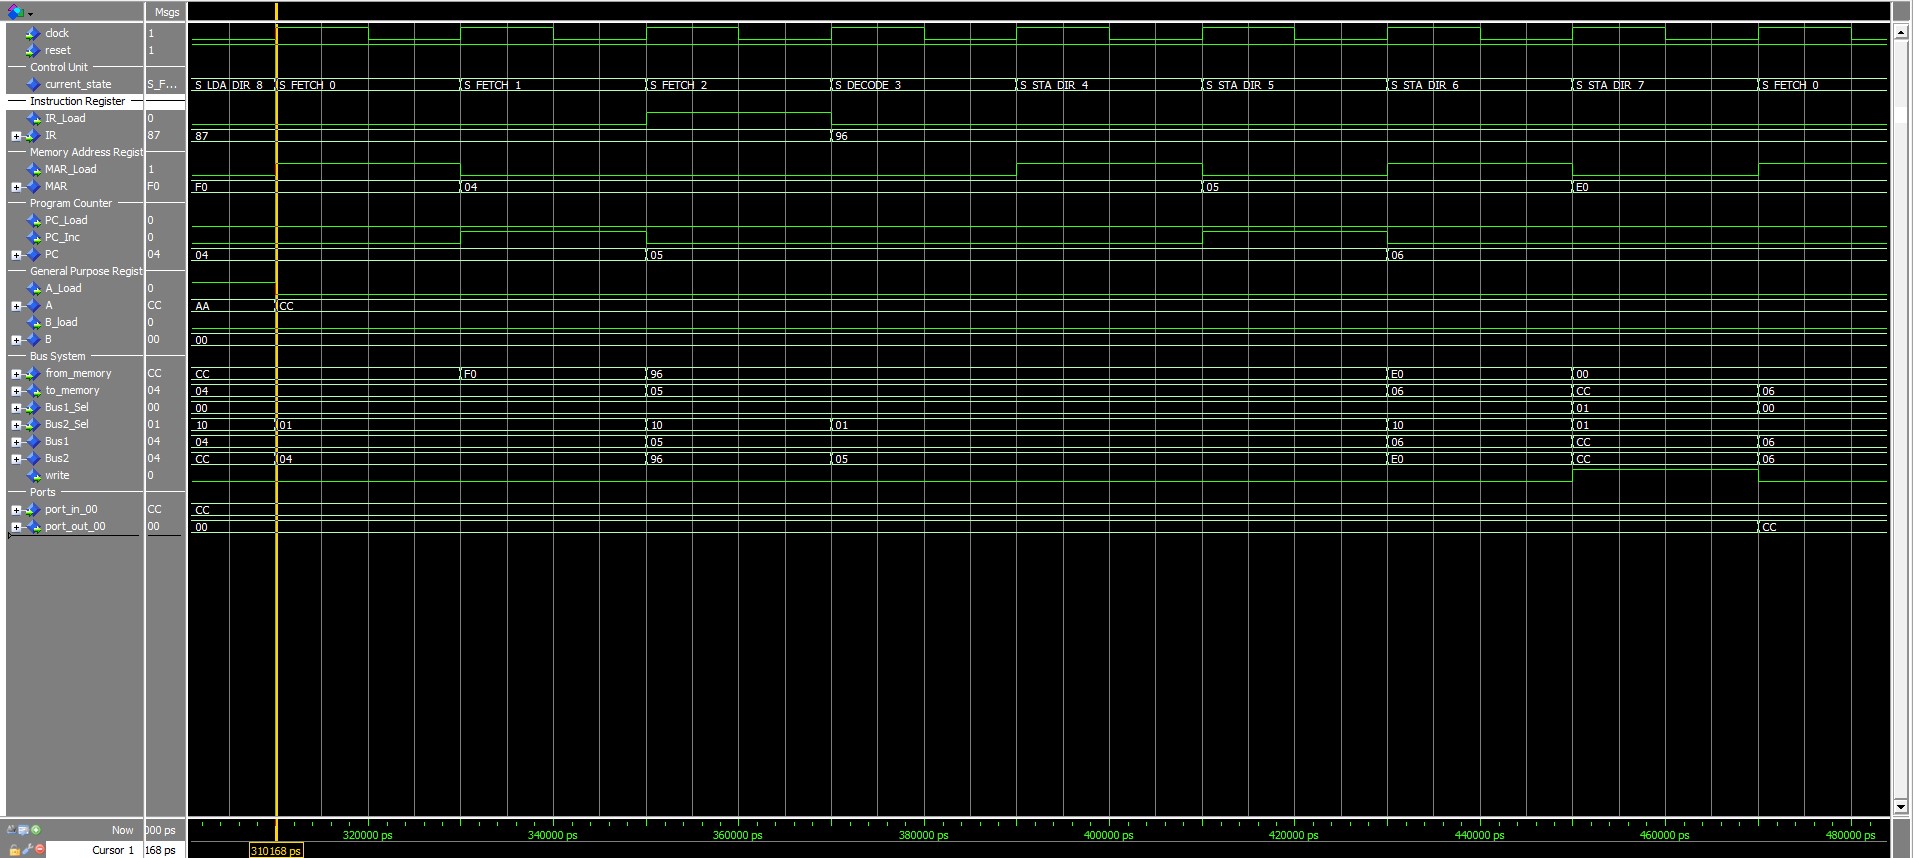 Msgs
clock 1
reset 1
Control Unit
current_state S_F... S_LDA_DIR_8 S_FETCH_0 S_FETCH_1 S_FETCH_2 S_DECODE_3 S_STA_DIR_4 S_STA_DIR_5 S_STA_DIR_6 S_STA_DIR_7 S_FETCH_0
Instruction Register
IR_Load 0
IR 87 87 96
Memory Address Regist
MAR_Load 1
MAR F0 F0 04 05 E0
Program Counter
PC_Load 0
PC_Inc 0
PC 04 04 05 06
General Purpose Regist
A_Load 0
A CC AA CC
B_load 0
B 00 00
Bus System
from_memory CC CC F0 96 E0 00
to_memory 04 04 05 06 CC 06
Bus1_Sel 00 00 01 00
Bus2_Sel 01 10 01 10 01 10 01
Bus1 04 04 05 06 CC 06
Bus2 04 CC 04 96 05 E0 CC 06
write 0
Ports
port_in_00 CC CC
port_out_00 00 00 CC
Now 000 ps 320000 ps 340000 ps 360000 ps 380000 ps 400000 ps 420000 ps 440000 ps 460000 ps 480000 ps
Cursor 1 168 ps 310168 ps